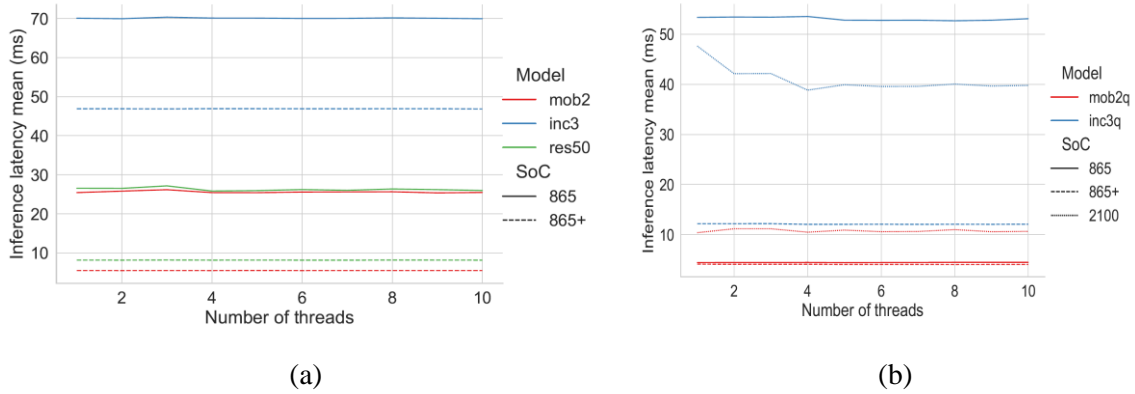 70
60
50
40
30
20
10
2
4
6
8
10
Number of threads
Inference latency mean (ms)
Model
mob2
inc3
res50
SoC
865
865+
(a)
50
40
30
20
10
2
4
6
8
10
Number of threads
Inference latency mean (ms)
Model
mob2q
inc3q
SoC
865
865+
2100
(b)